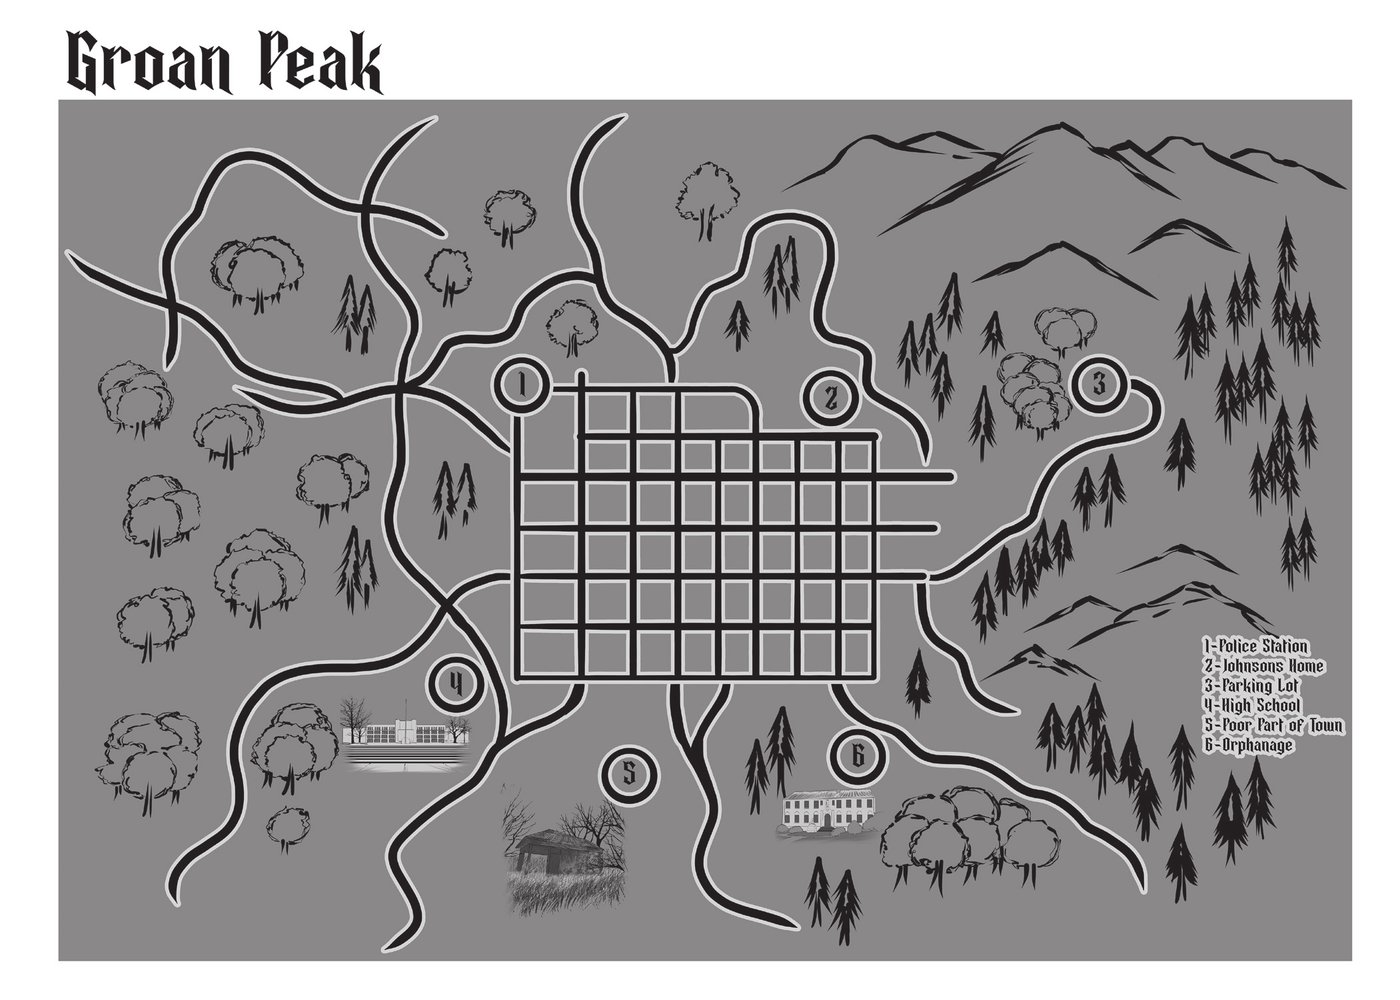 Groan Peak
1
2
3
4
5
6
1-Police Station
2-Johnsons Home
3-Parking Lot
4-High School
5-Poor Part of Town
6-Orphanage